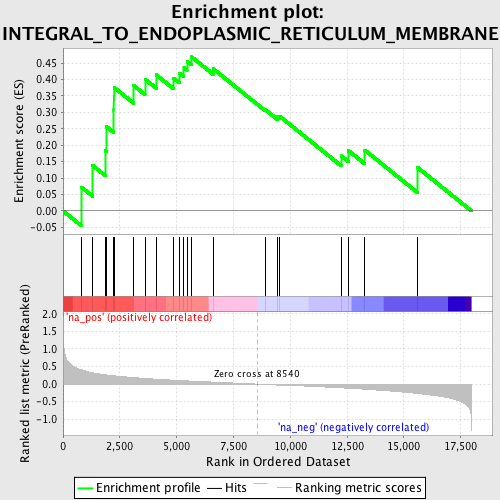 Enrichment plot:
INTEGRAL_TO_ENDOPLASMIC_RETICULUM_MEMBRANE
Enrichment score (ES)
0.45
0.40
0.35
0.30
0.25
0.20
0.15
0.10
0.05
0.00
-0.05
'na_pos' (positively correlated)
Ranked list metric (PreRanked)
2.0
1.5
1.0
0.5
0.0
-0.5
-1.0
Zero cross at 8540
'na_neg' (negatively correlated)
0 2,500 5,000 7,500 10,000 12,500 15,000 17,500
Rank in Ordered Dataset
Enrichment profile Hits Ranking metric scores